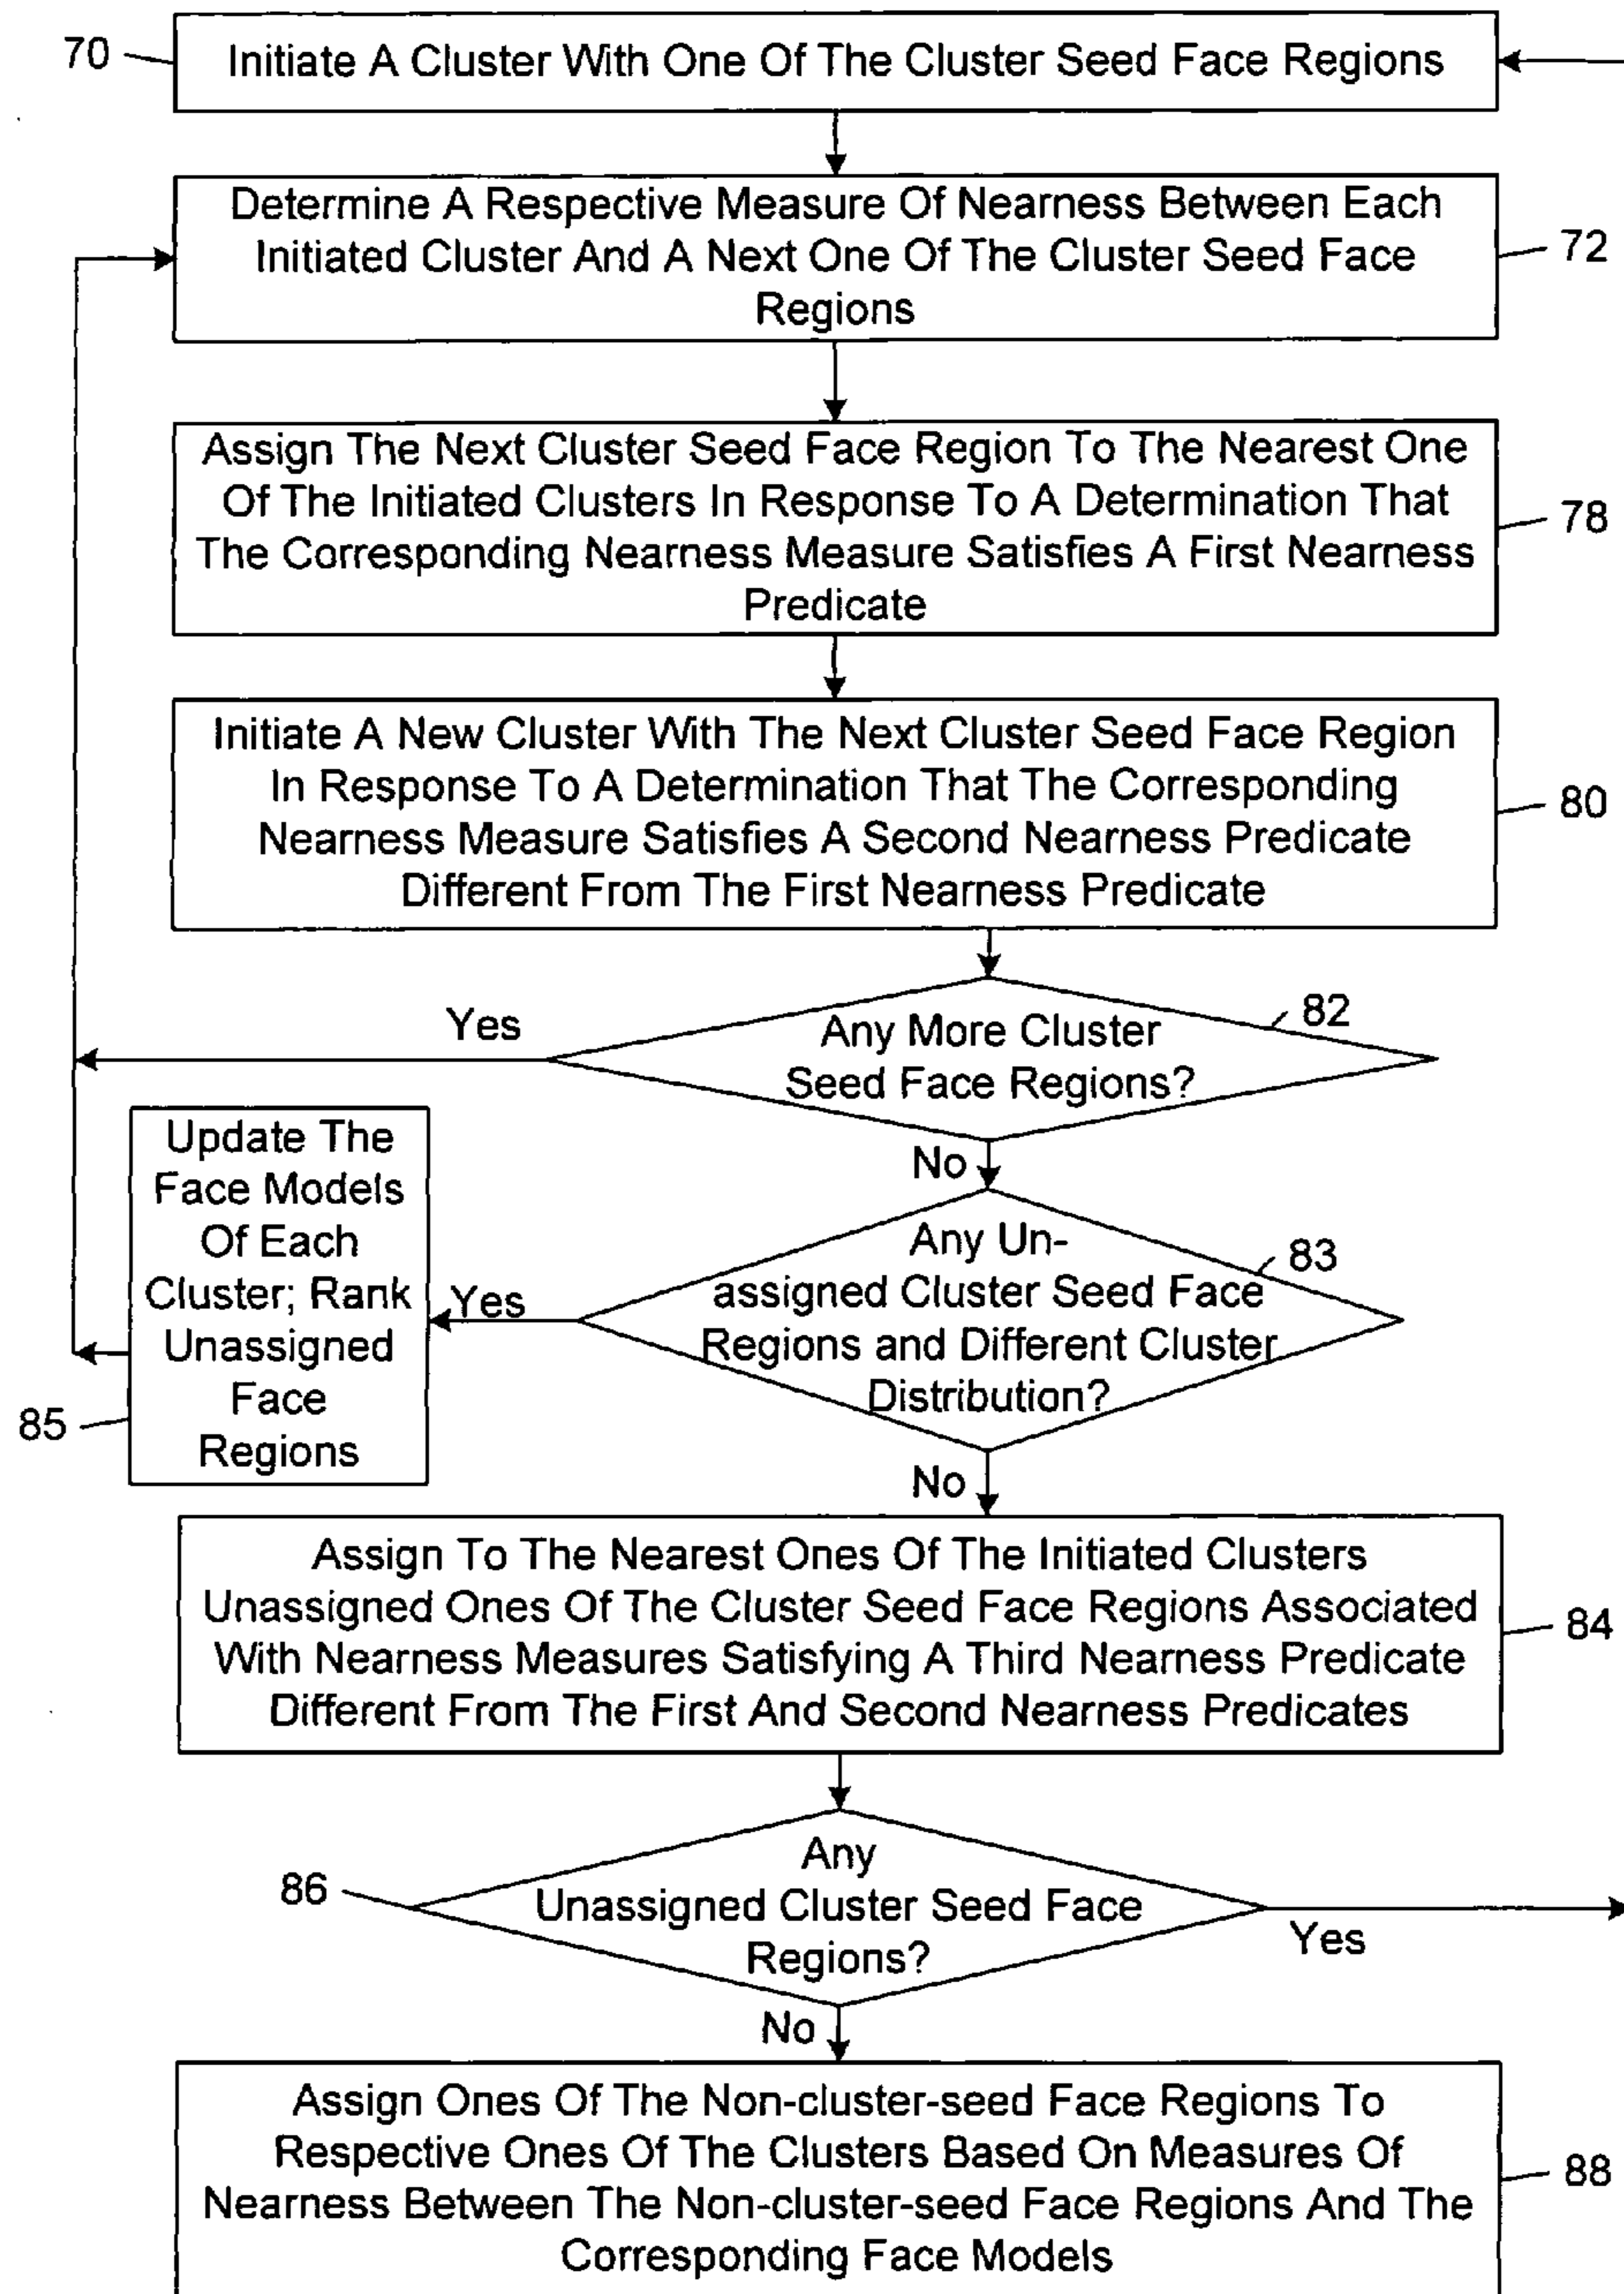 70
Initiate A Cluster With One Of The Cluster Seed Face Regions
Determine A Respective Measure Of Nearness Between Each
Initiated Cluster And A Next One Of The Cluster Seed Face
Regions
72
Assign The Next Cluster Seed Face Region To The Nearest One
Of The Initiated Clusters In Response To A Determination That
The Corresponding Nearness Measure Satisfies A First Nearness
Predicate
78
Initiate A New Cluster With The Next Cluster Seed Face Region
In Response To A Determination That The Corresponding
Nearness Measure Satisfies A Second Nearness Predicate
Different From The First Nearness Predicate
80
Yes
Any More Cluster
Seed Face Regions?
82
No
Update The
Face Models
Of Each
Cluster; Rank
Unassigned
Face
Regions
85
Yes
Any Un-
assigned Cluster Seed Face
Regions and Different Cluster
Distribution?
83
No
Assign To The Nearest Ones Of The Initiated Clusters
Unassigned Ones Of The Cluster Seed Face Regions Associated
With Nearness Measures Satisfying A Third Nearness Predicate
Different From The First And Second Nearness Predicates
84
86
Any
Unassigned Cluster Seed Face
Regions?
Yes
No
Assign Ones Of The Non-cluster-seed Face Regions To
Respective Ones Of The Clusters Based On Measures Of
Nearness Between The Non-cluster-seed Face Regions And The
Corresponding Face Models
88